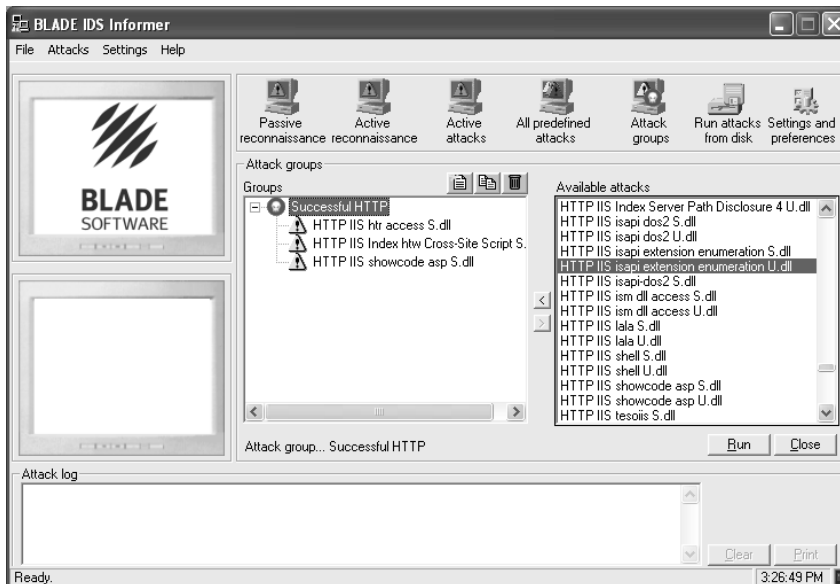 BLADE IDS Informer
File Attacks Settings Help
BLADE
SOFTWARE
Passive reconnaissance
Active reconnaissance
Active attacks
All predefined attacks
Attack groups
Run attacks from disk
Settings and preferences
Attack groups
Groups
Successful HTTP
HTTP IIS htr access S.dll
HTTP IIS Index htw Cross-Site Script S.
HTTP IIS showcode asp S.dll
Available attacks
HTTP IIS Index Server Path Disclosure 4 U.dll
HTTP IIS isapi dos2 S.dll
HTTP IIS isapi dos2 U.dll
HTTP IIS isapi extension enumeration S.dll
HTTP IIS isapi extension enumeration U.dll
HTTP IIS isapi-dos2 S.dll
HTTP IIS ism dll access S.dll
HTTP IIS ism dll access U.dll
HTTP IIS lala S.dll
HTTP IIS lala U.dll
HTTP IIS shell S.dll
HTTP IIS shell U.dll
HTTP IIS showcode asp S.dll
HTTP IIS showcode asp U.dll
HTTP IIS tesoiis S.dll
Attack group... Successful HTTP
Run Close
Attack log
Clear Print
Ready. 3:26:49 PM